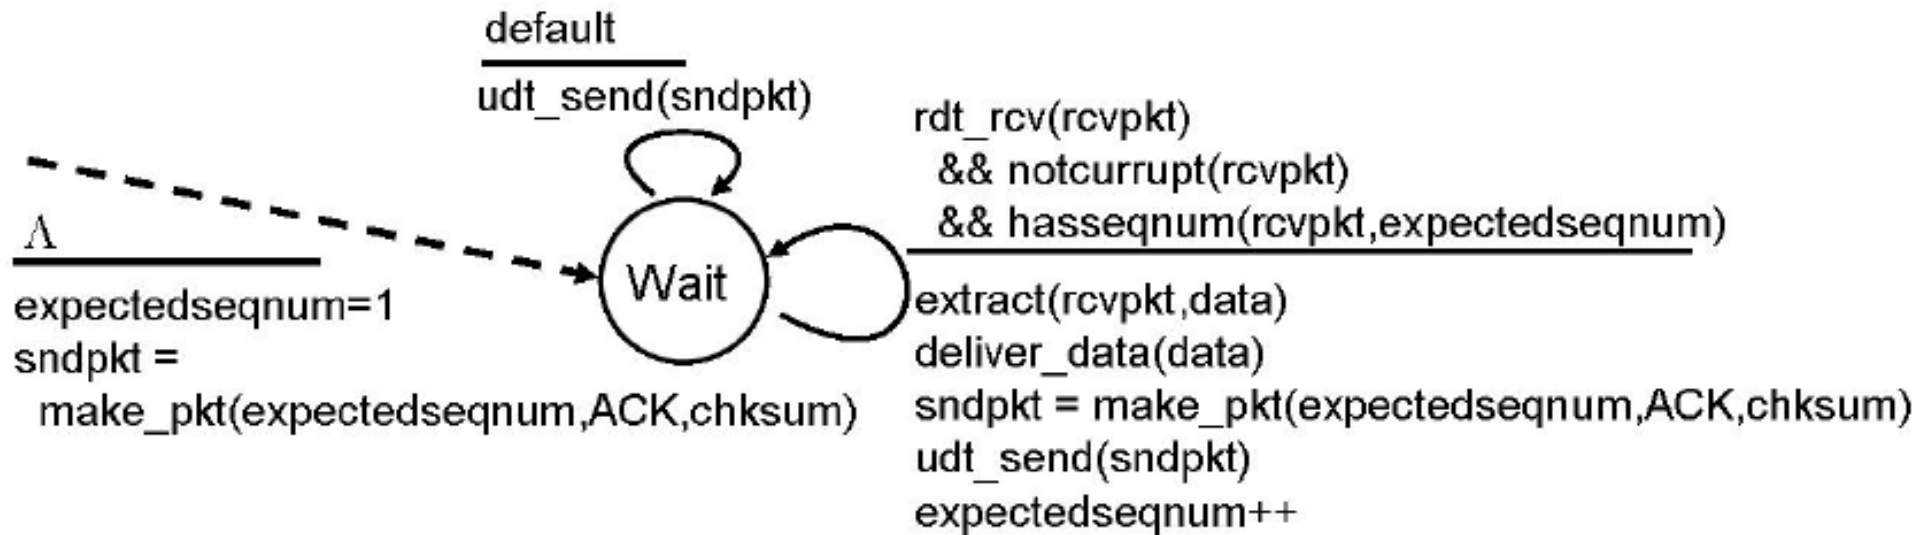 default
udt_send(sndpkt)
Λ
expectedseqnum=1
sndpkt =
make_pkt(expectedseqnum,ACK,chksum)
Wait
rdt_rcv(rcvpkt)
&& notcurrupt(rcvpkt)
&& hasseqnum(rcvpkt,expectedseqnum)
extract(rcvpkt,data)
deliver_data(data)
sndpkt = make_pkt(expectedseqnum,ACK,chksum)
udt_send(sndpkt)
expectedseqnum++